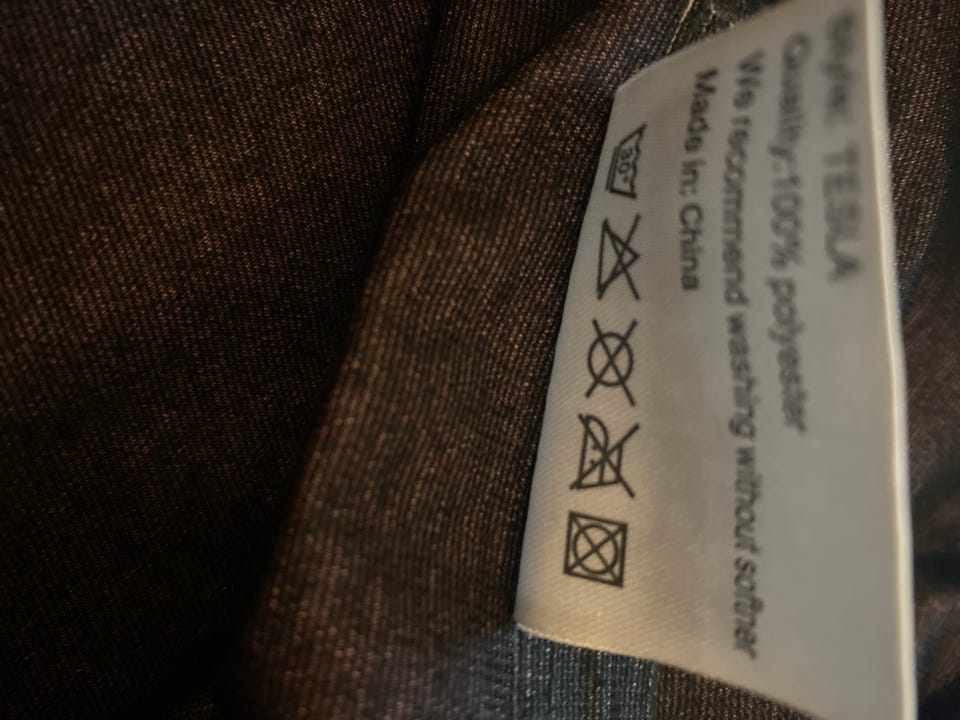 Style: TESLA
Quality:100% polyester
We recommend washing without softner
Made in: China
30°